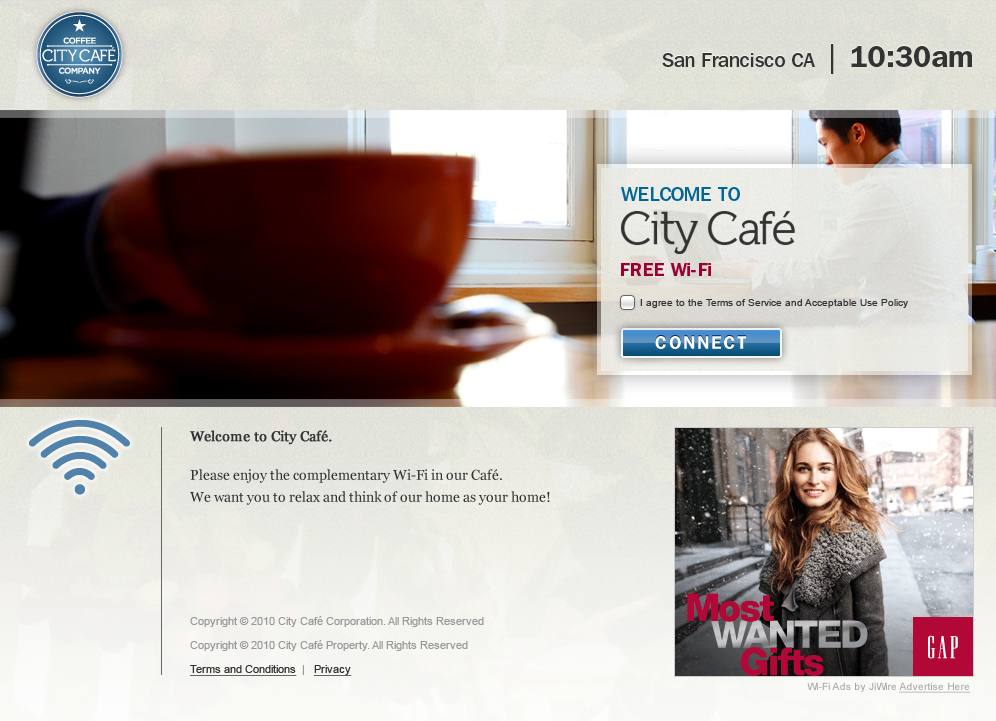 COFFEE
CITY CAFÉ
COMPANY
San Francisco CA | 10:30am
WELCOME TO
City Café
FREE Wi-Fi
I agree to the Terms of Service and Acceptable Use Policy
CONNECT
Welcome to City Café.
Please enjoy the complementary Wi-Fi in our Café.
We want you to relax and think of our home as your home!
Copyright © 2010 City Café Corporation. All Rights Reserved
Copyright © 2010 City Café Property. All Rights Reserved
Terms and Conditions | Privacy
Most
WANTED
Gifts
GAP
Wi-Fi Ads by JiWire Advertise Here